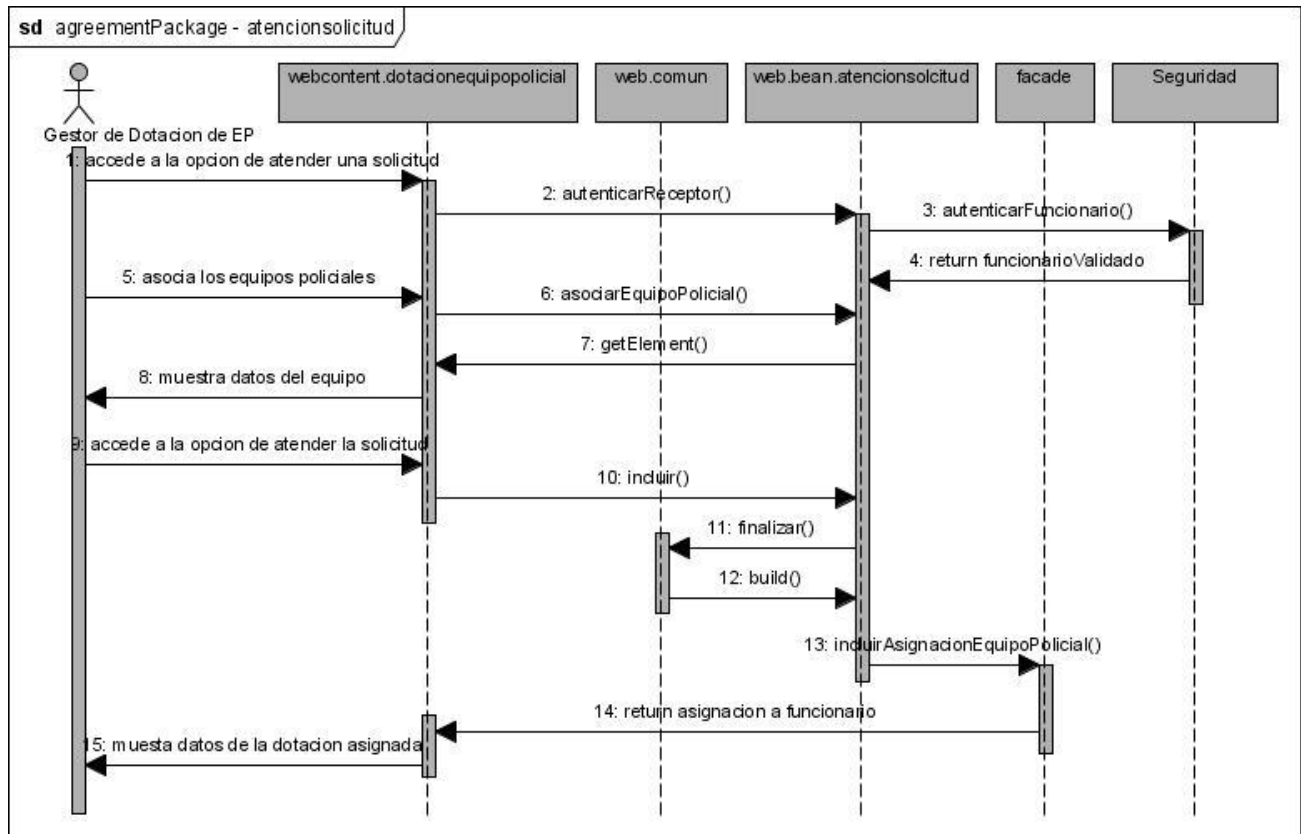 sd agreementPackage - atencionsolicitud
webcontent.dotacionequipopolicial
web.comun
web.bean.atencionsolcitud
facade
Seguridad
Gestor de Dotacion de EP
1: accede a la opcion de atender una solicitud
2: autenticarReceptor()
3: autenticarFuncionario()
4: return funcionarioValidado
5: asocia los equipos policiales
6: asociarEquipoPolicial()
7: getElement()
8: muestra datos del equipo
9: accede a la opcion de atender la solicitud
10: incluir()
11: finalizar()
12: build()
13: incluirAsignacionEquipoPolicial()
14: return asignacion a funcionario
15: muesta datos de la dotacion asignada